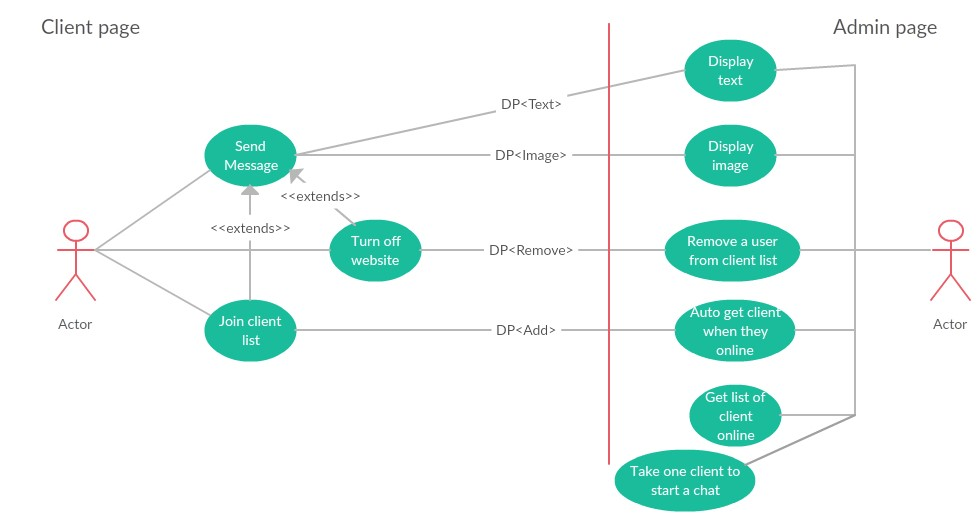 Client page
Admin page
Display
text
DP<Text>
Send
Message
DP<Image>
Display
image
<<extends>>
<<extends>>
Turn off
website
DP<Remove>
Remove a user
from client list
Actor
Actor
Join client
list
DP<Add>
Auto get client
when they
online
Get list of
client
online
Take one client to
start a chat